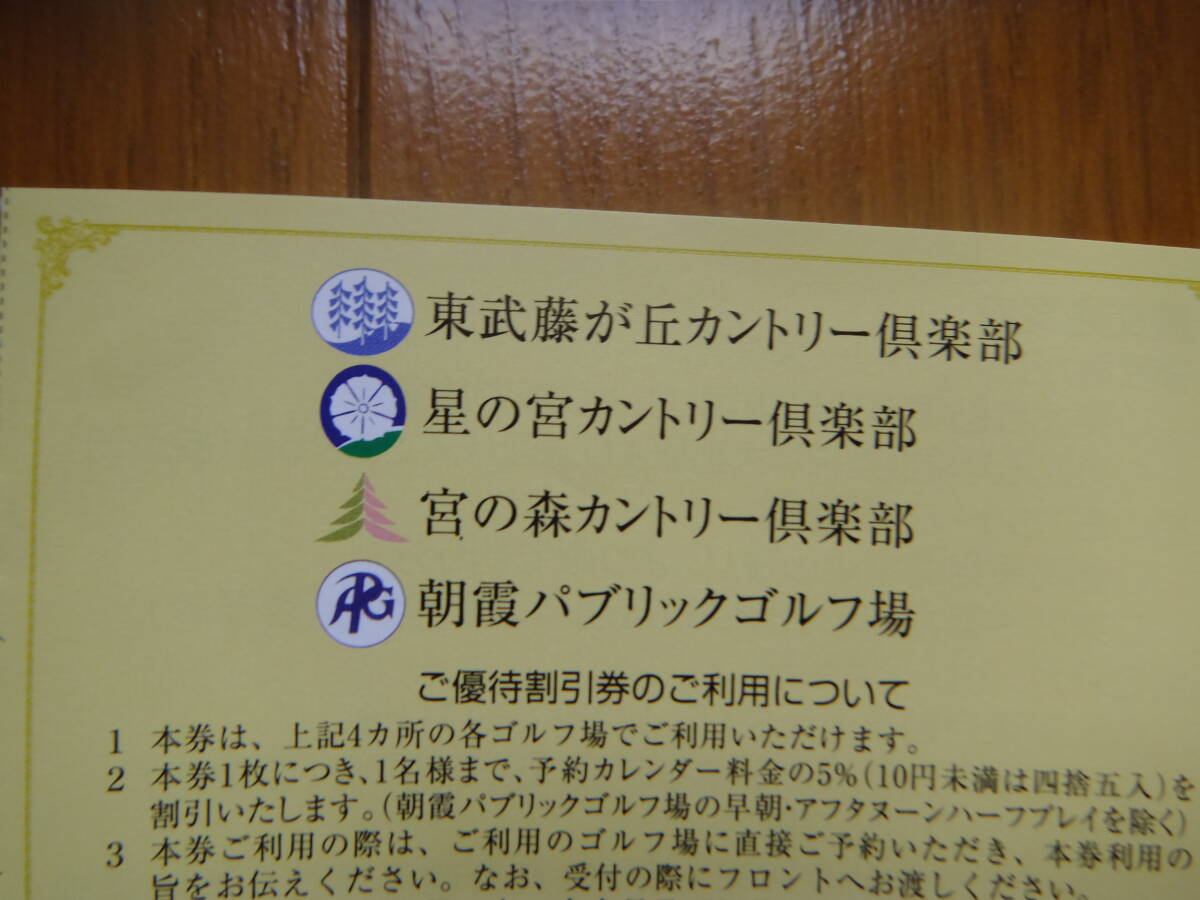 東武藤が丘カントリー倶楽部
星の宮カントリー倶楽部
宮の森カントリー倶楽部
APG 朝霞パブリックゴルフ場
ご優待割引券のご利用について
1 本券は、上記4カ所の各ゴルフ場でご利用いただけます。
2 本券1枚につき、1名様まで、予約カレンダー料金の5%(10円未満は四捨五入)を
割引いたします。(朝霞パブリックゴルフ場の早朝・アフタヌーンハーフプレイを除く)
3 本券ご利用の際は、ご利用のゴルフ場に直接ご予約いただき、本券利用の
旨をお伝えください。なお、受付の際にフロントへお渡しください。